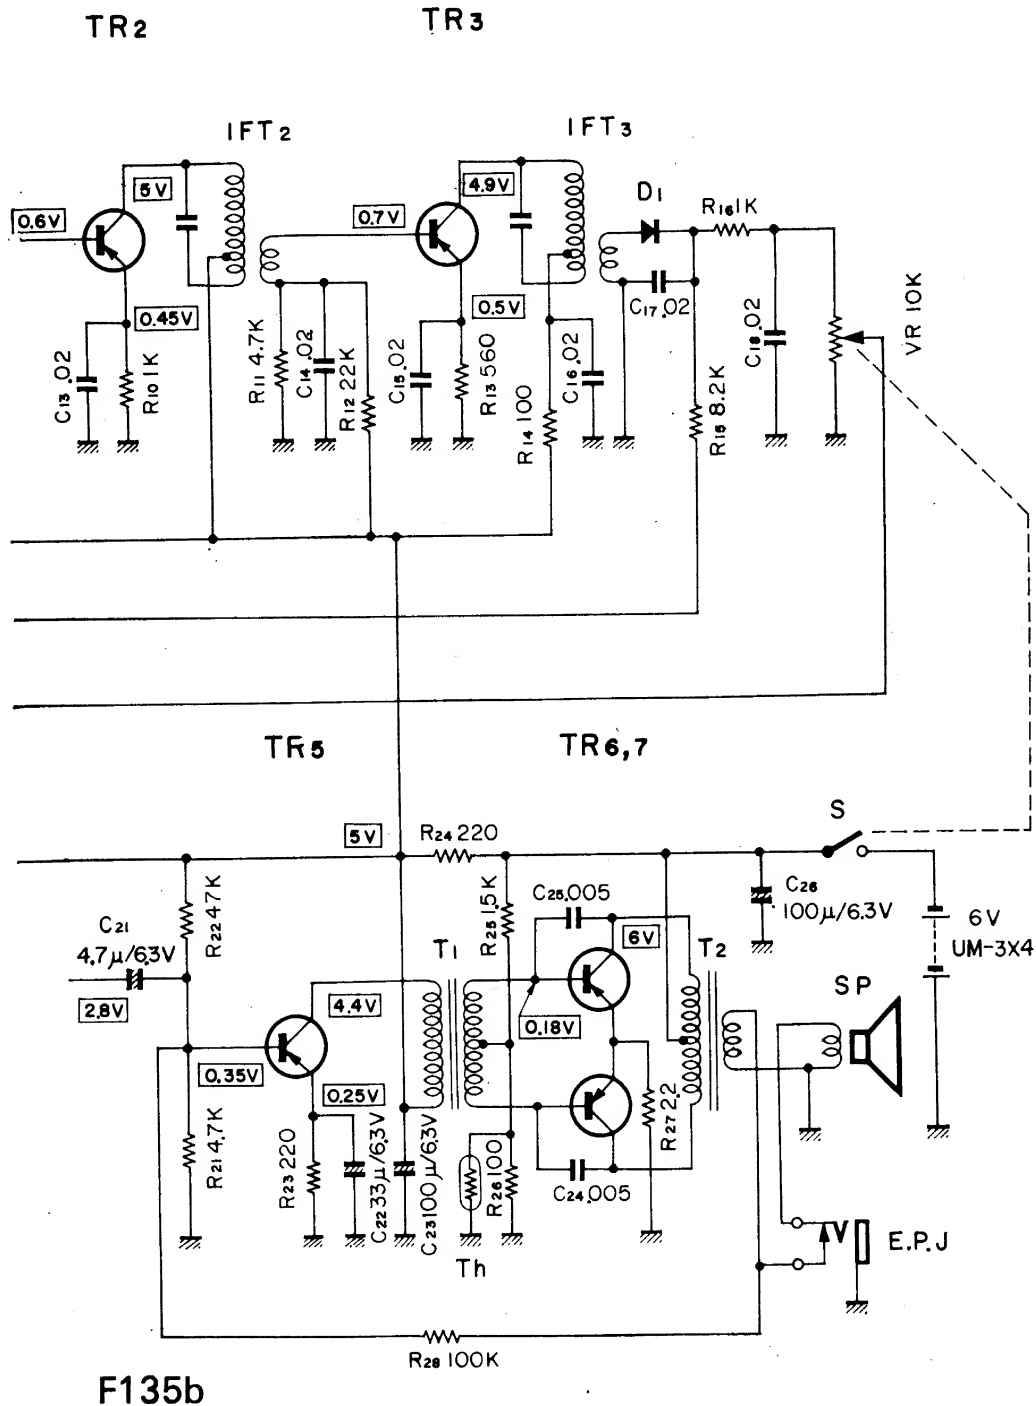 TR2
TR3
IFT2
IFT3
5V
4.9V
D1
R16 1K
0.6V
0.7V
0.45V
0.5V
C17 .02
VR 10K
C13 .02
R10 1K
R11 4.7K
C14 .02
R12 22K
C15 .02
R13 560
R14 100
C16 .02
R15 8.2K
C18 .02
TR5
TR6,7
S
5V
R24 220
R22 47K
R25 1.5K
C25 .005
C26
100μ/6.3V
6V
UM-3X4
C21
4.7μ/6.3V
T1
6V
T2
2.8V
4.4V
SP
0.18V
0.35V
0.25V
R21 4.7K
R23 220
C22 33μ/6.3V
C23 100μ/6.3V
R26 100
R27 2.2
C24 .005
Th
E.P.J
R28 100K
F135b